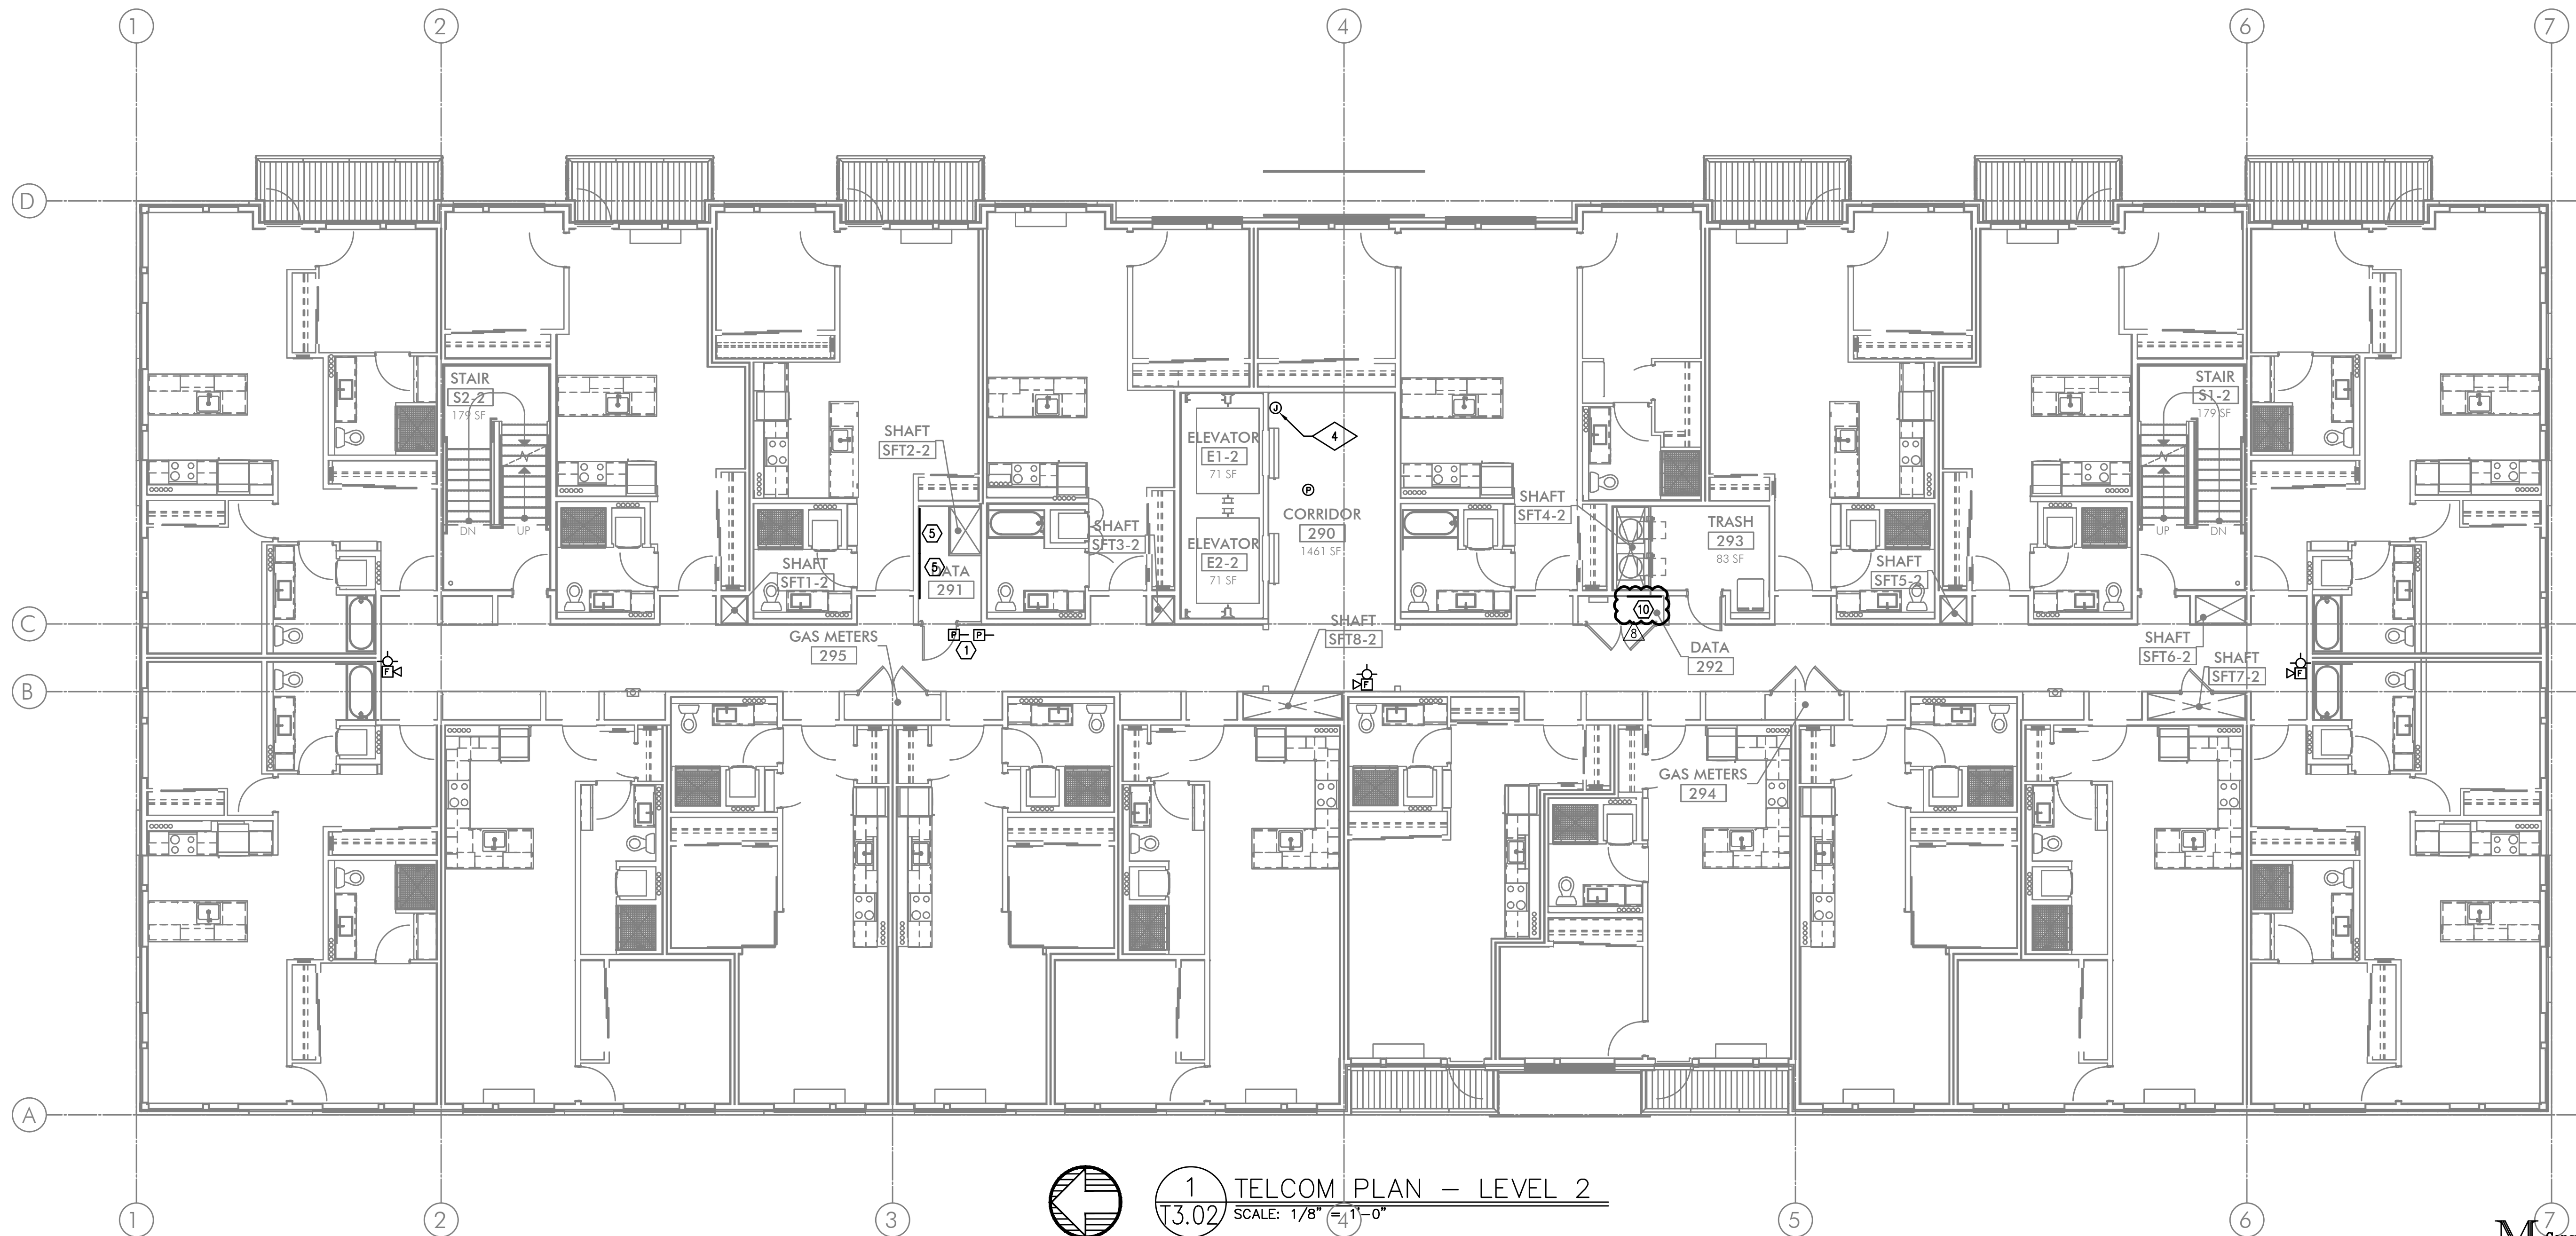 1
2
4
6
7
D
STAIR
S2-2
179 SF
DN
UP
SHAFT
SFT2-2
ELEVATOR
E1-2
71 SF
J
4
P
CORRIDOR
290
1461 SF
ELEVATOR
E2-2
71 SF
SHAFT
SFT3-2
SHAFT
SFT1-2
5
5
DATA
291
SHAFT
SFT4-2
TRASH
293
83 SF
SHAFT
SFT5-2
STAIR
S1-2
179 SF
UP
DN
C
GAS METERS
295
P
P
1
SHAFT
SFT8-2
10
8
DATA
292
SHAFT
SFT6-2
SHAFT
SFT7-2
F
F
F
B
GAS METERS
294
A
1
T3.02
TELCOM PLAN – LEVEL 2
SCALE: 1/8" = 1'-0"
1
2
3
4
5
6
7